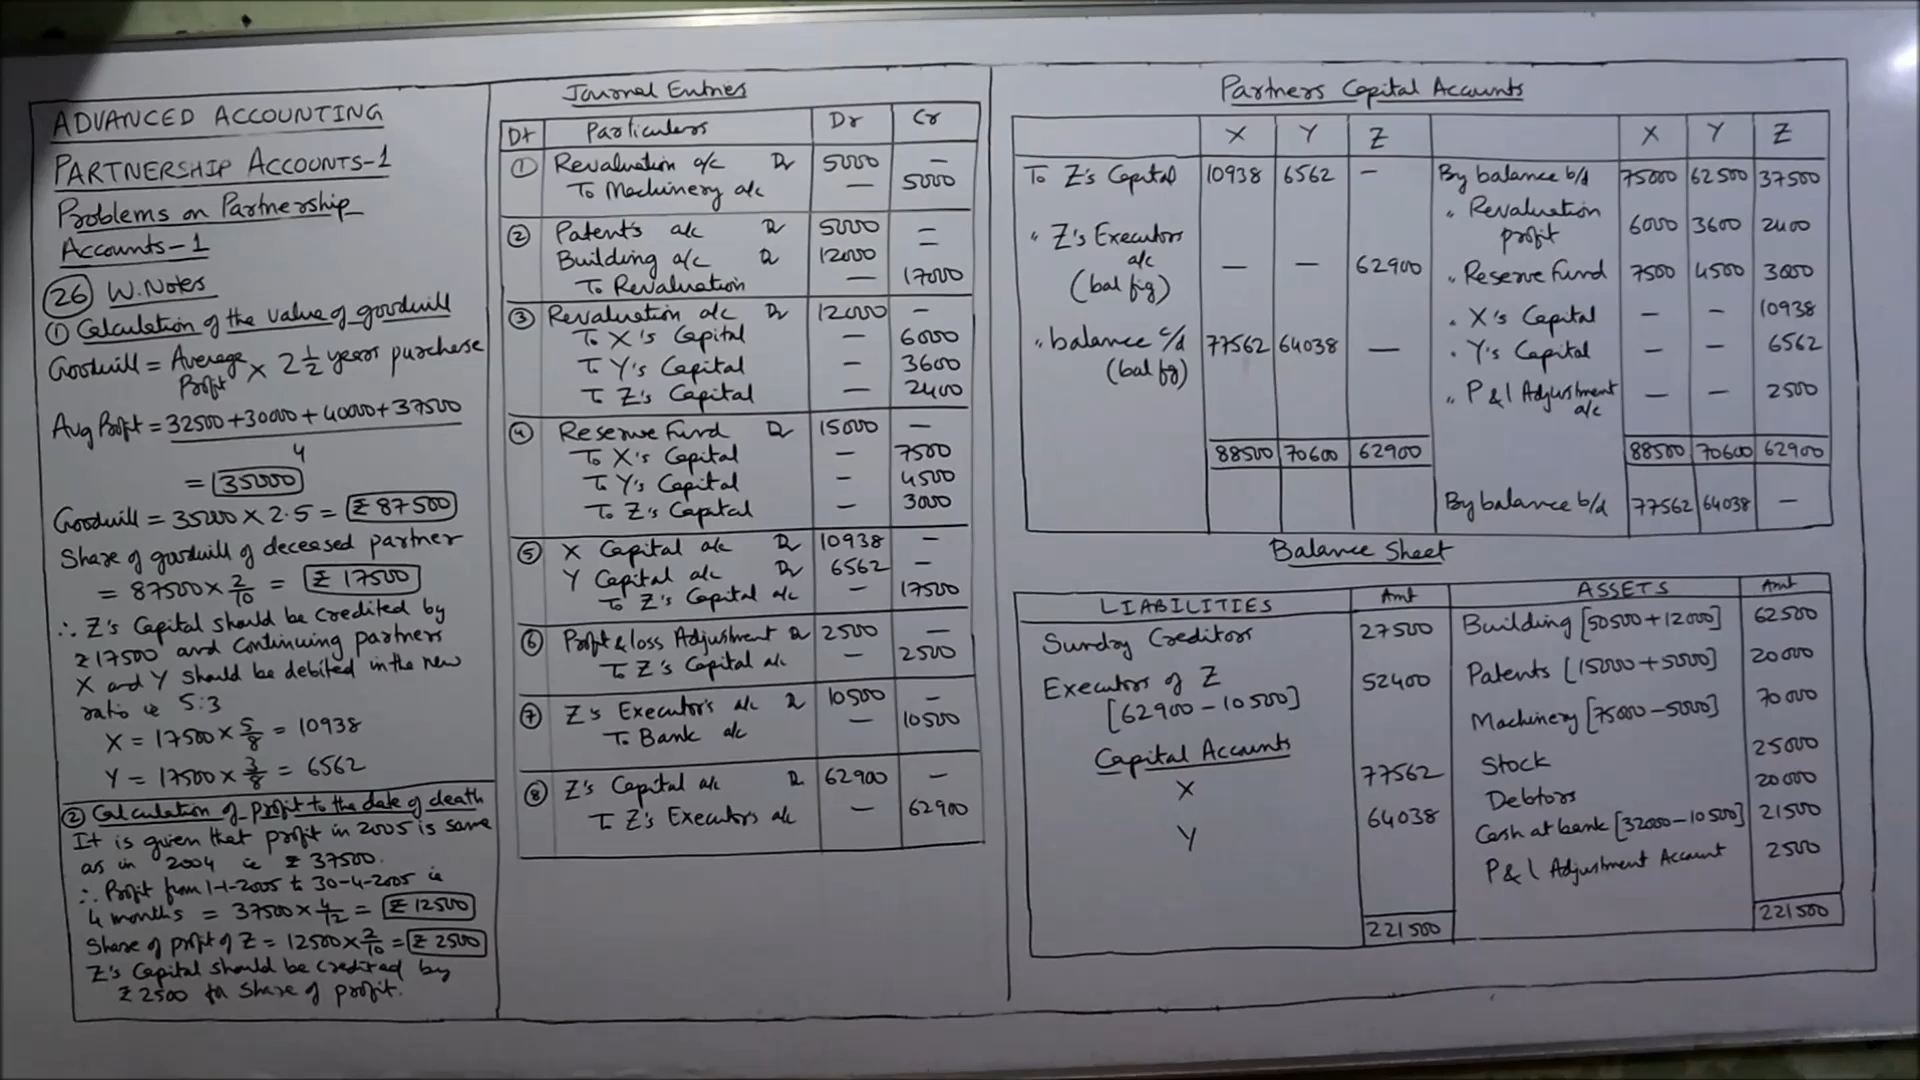 ADVANCED ACCOUNTING
PARTNERSHIP ACCOUNTS-1
Problems on Partnership
Accounts-1
26 W.Notes
① Calculation of the value of goodwill
Goodwill = Average Profit × 2 1/2 years purchase
Avg Profit = 32500+30000+40000+37500
4
= 35000
Goodwill = 35000 × 2.5 = ₹ 87500
Share of goodwill of deceased partner
= 87500 × 2/10 = ₹ 17500
∴ Z's Capital should be credited by
₹ 17500 and Continuing partners
X and Y should be debited in the new
ratio ie 5:3
X = 17500 × 5/8 = 10938
Y = 17500 × 3/8 = 6562
② Calculation of profit to the date of death
It is given that profit in 2005 is same
as in 2004 ie ₹ 37500.
∴ Profit from 1-1-2005 to 30-4-2005 ie
4 months = 37500 × 4/12 = ₹ 12500
Share of profit of Z = 12500 × 2/10 = ₹ 2500
Z's Capital should be credited by
₹ 2500 for share of profit.
Journal Entries
Dt Particulars Dr Cr
① Revaluation a/c Dr 5000 —
To Machinery a/c — 5000
② Patents a/c Dr 5000 —
Building a/c Dr 12000 —
To Revaluation — 17000
③ Revaluation a/c Dr 12000 —
To X's Capital — 6000
To Y's Capital — 3600
To Z's Capital — 2400
④ Reserve Fund Dr 15000 —
To X's Capital — 7500
To Y's Capital — 4500
To Z's Capital — 3000
⑤ X Capital a/c Dr 10938 —
Y Capital a/c Dr 6562 —
To Z's Capital a/c — 17500
⑥ Profit & loss Adjustment Dr 2500 —
To Z's Capital a/c — 2500
⑦ Z's Executor's a/c Dr 10500 —
To Bank a/c — 10500
⑧ Z's Capital a/c Dr 62900 —
To Z's Executors a/c — 62900
Partners Capital Accounts
X Y Z X Y Z
To Z's Capital 10938 6562 — By balance b/d 75000 62500 37500
" Revaluation profit 6000 3600 2400
" Z's Executors a/c (bal fig) — — 62900 " Reserve Fund 7500 4500 3000
" X's Capital — — 10938
" balance c/d (bal fig) 77562 64038 — " Y's Capital — — 6562
" P & l Adjustment a/c — — 2500
88500 70600 62900 88500 70600 62900
By balance b/d 77562 64038 —
Balance Sheet
LIABILITIES Amt ASSETS Amt
Sundry Creditors 27500 Building [50500+12000] 62500
Executors of Z [62900-10500] 52400 Patents [15000+5000] 20000
Machinery [75000-5000] 70000
Capital Accounts Stock 25000
X 77562 Debtors 20000
Y 64038 Cash at bank [32000-10500] 21500
P & l Adjustment Account 2500
221500 221500